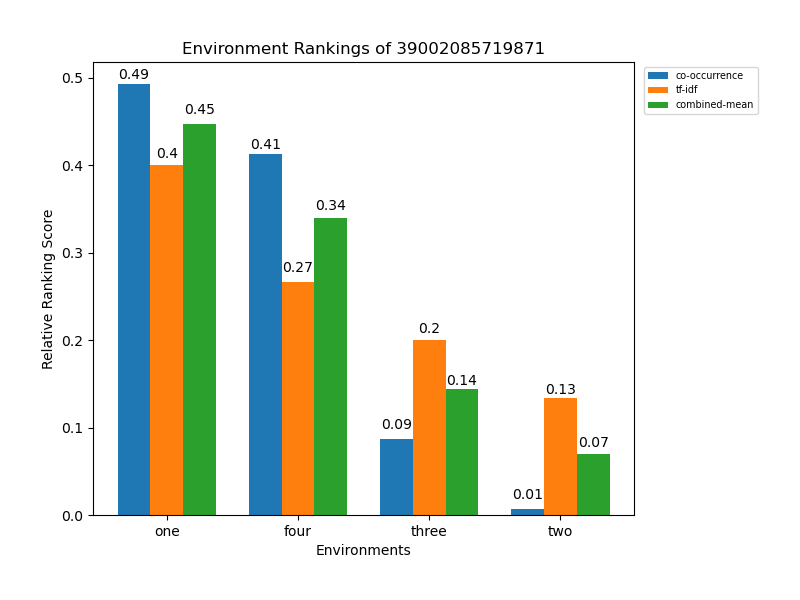 Environment Rankings of 39002085719871
co-occurrence
tf-idf
combined-mean
Relative Ranking Score
0.5
0.4
0.3
0.2
0.1
0.0
0.49
0.4
0.45
0.41
0.27
0.34
0.09
0.2
0.14
0.01
0.13
0.07
one
four
three
two
Environments